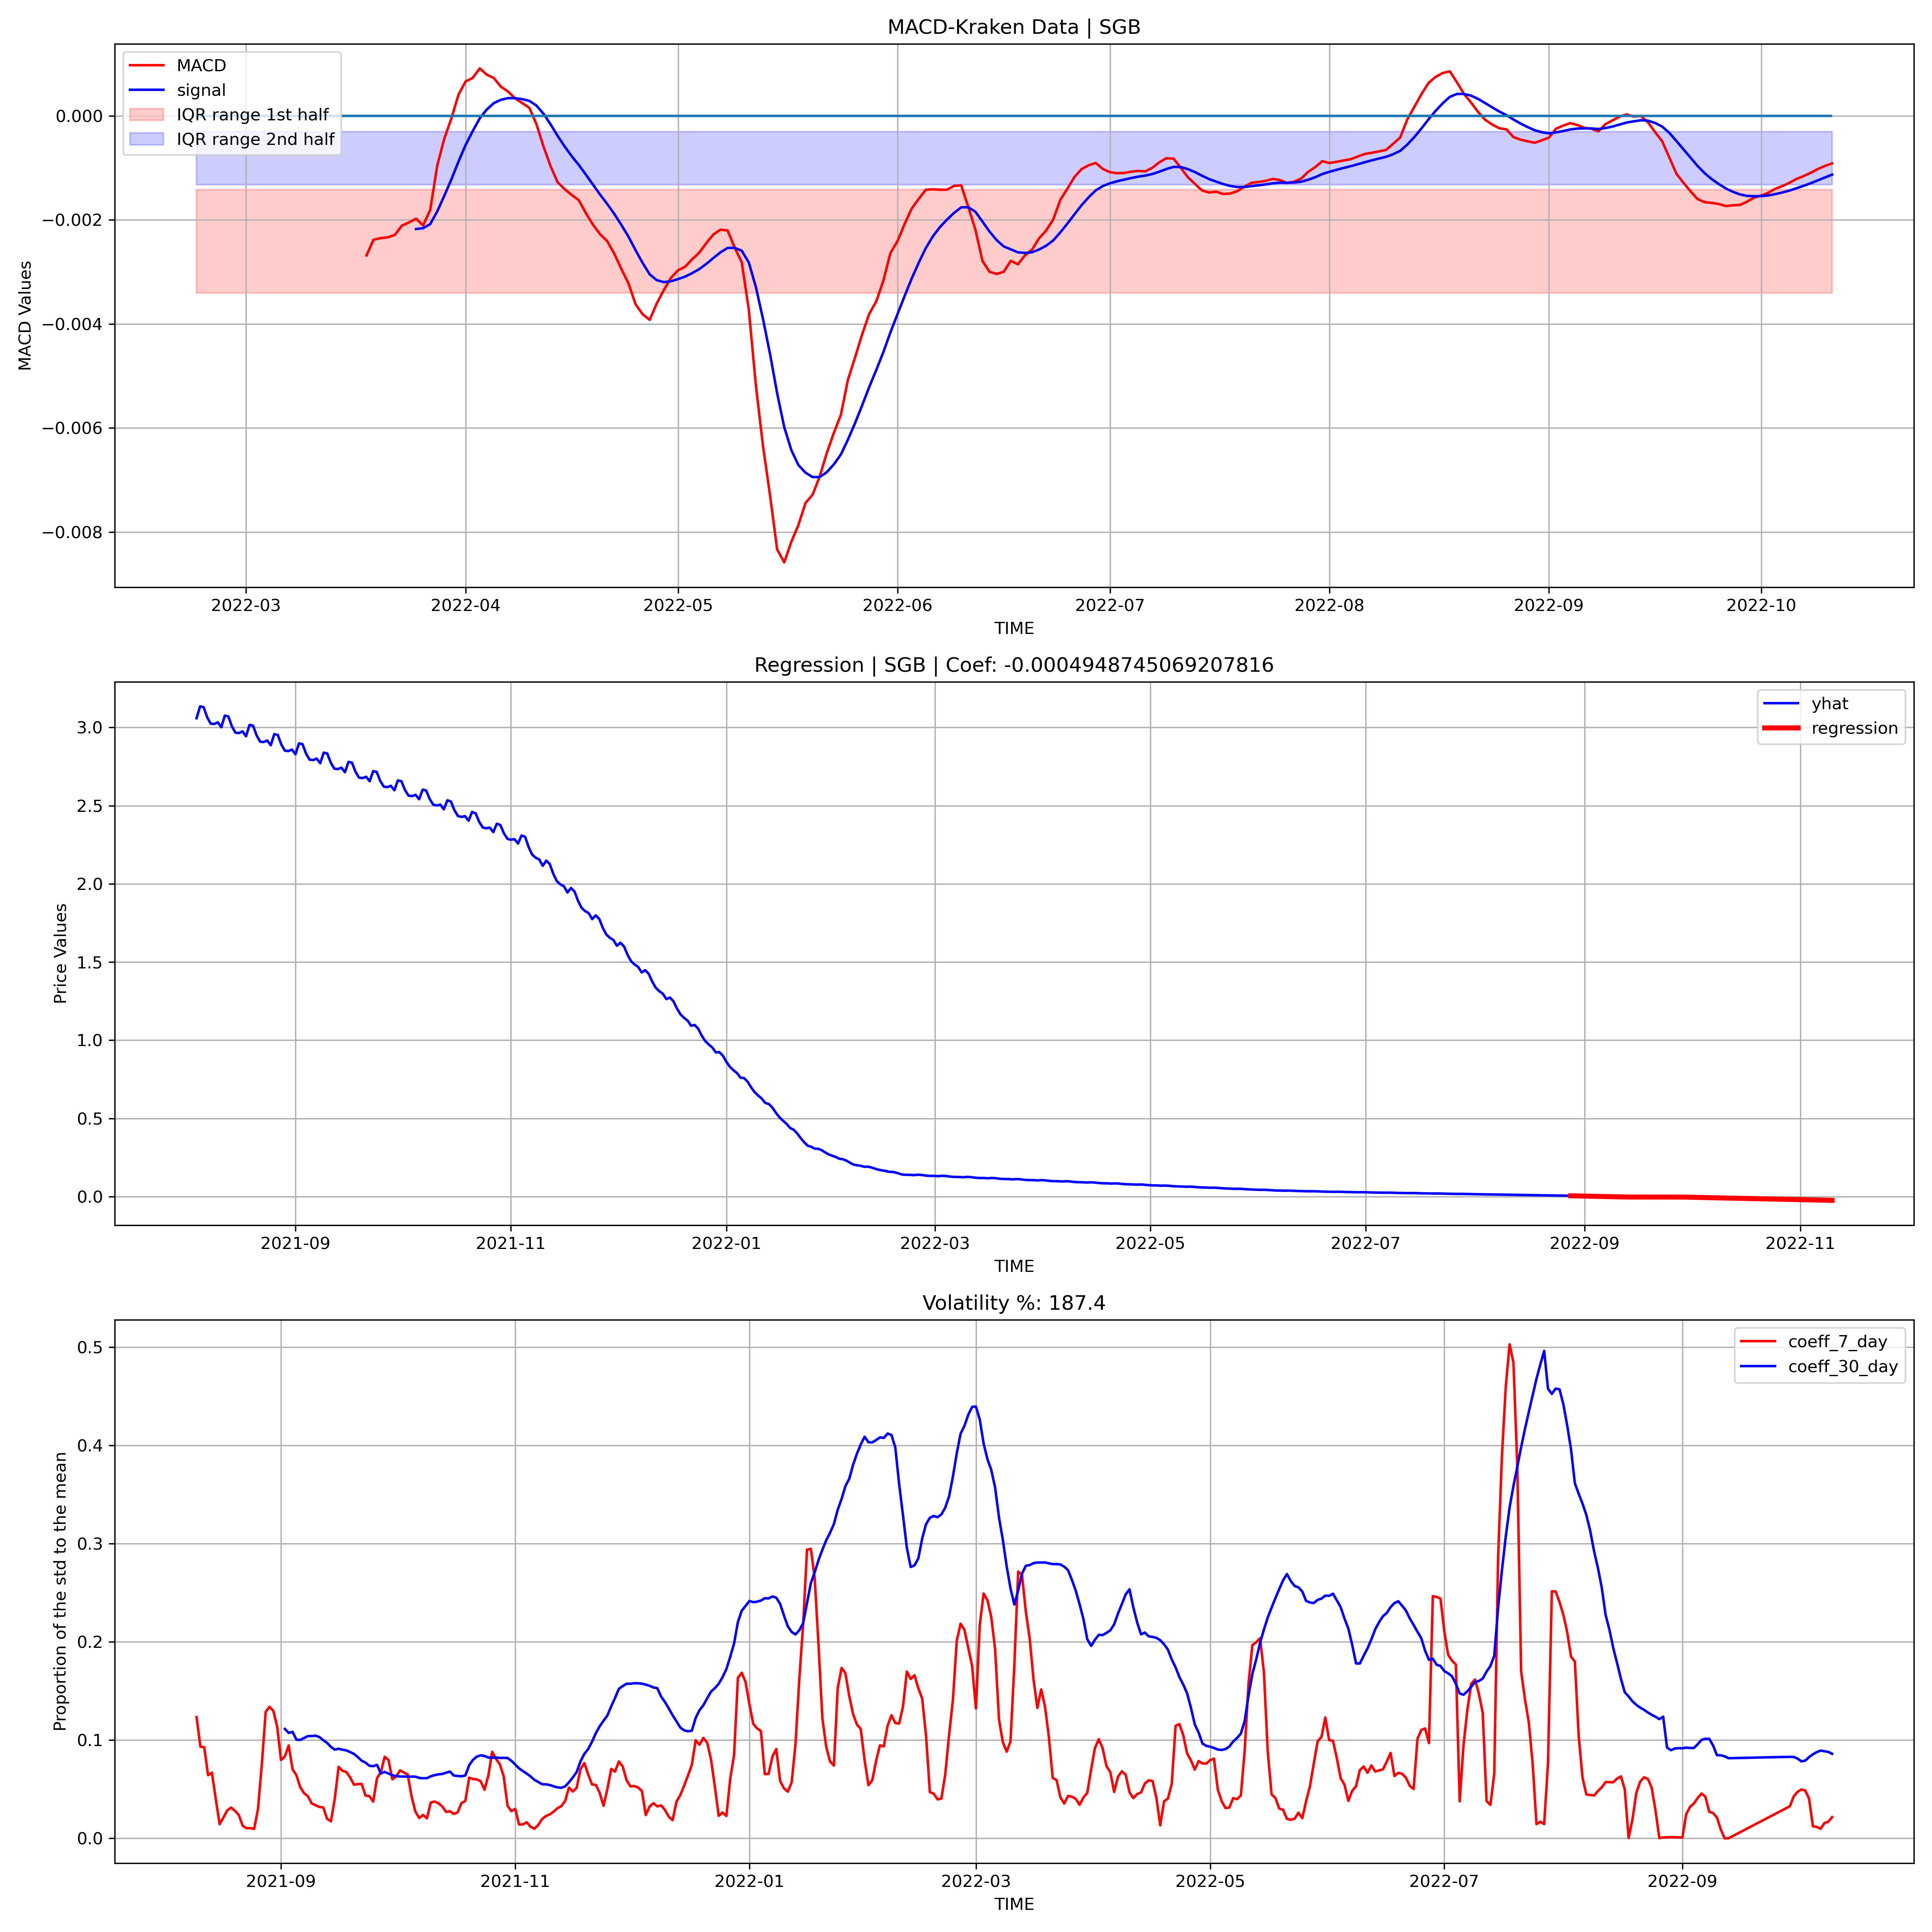 MACD-Kraken Data | SGB
MACD
signal
IQR range 1st half
IQR range 2nd half
0.000
−0.002
−0.004
−0.006
−0.008
MACD Values
2022-03 2022-04 2022-05 2022-06 2022-07 2022-08 2022-09 2022-10
TIME
Regression | SGB | Coef: -0.0004948745069207816
yhat
regression
3.0
2.5
2.0
1.5
1.0
0.5
0.0
Price Values
2021-09 2021-11 2022-01 2022-03 2022-05 2022-07 2022-09 2022-11
TIME
Volatility %: 187.4
coeff_7_day
coeff_30_day
0.5
0.4
0.3
0.2
0.1
0.0
Proportion of the std to the mean
2021-09 2021-11 2022-01 2022-03 2022-05 2022-07 2022-09
TIME